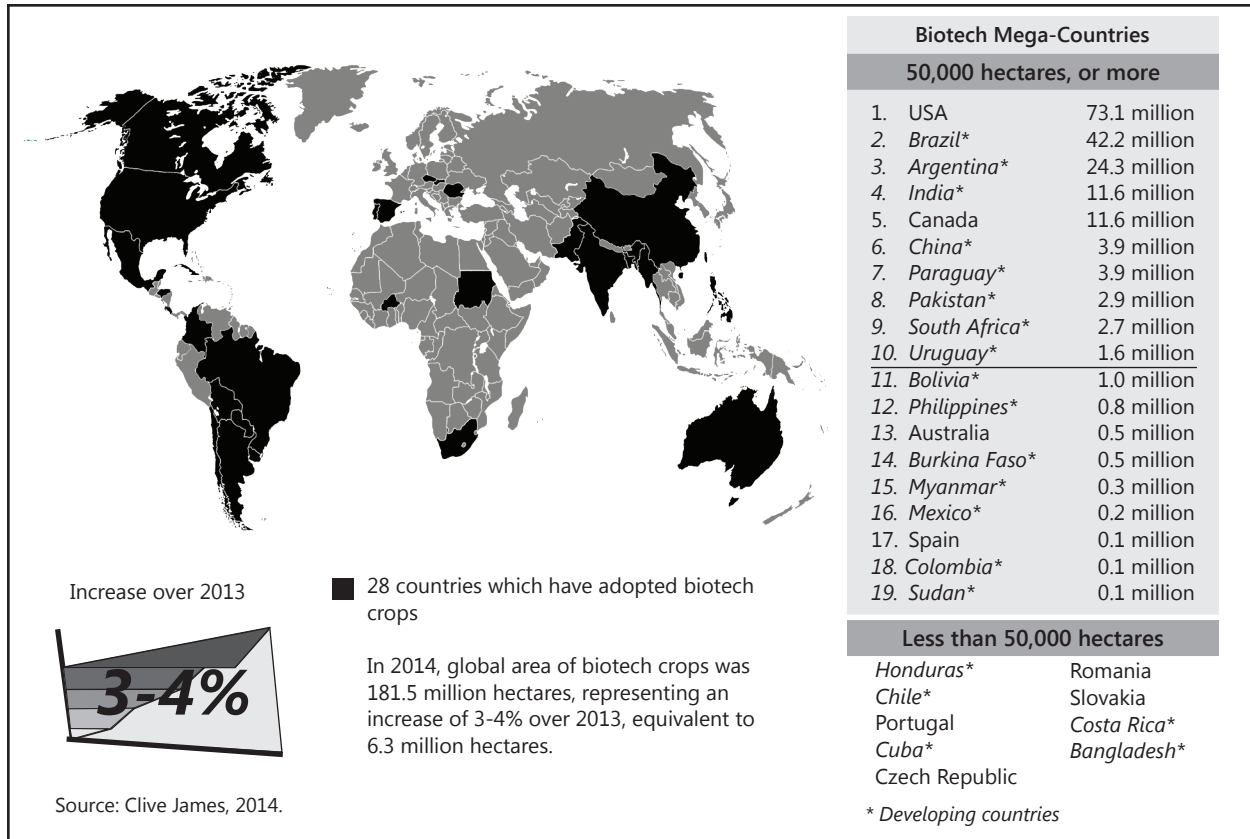 Biotech Mega-Countries
50,000 hectares, or more
1. USA 73.1 million
2. Brazil* 42.2 million
3. Argentina* 24.3 million
4. India* 11.6 million
5. Canada 11.6 million
6. China* 3.9 million
7. Paraguay* 3.9 million
8. Pakistan* 2.9 million
9. South Africa* 2.7 million
10. Uruguay* 1.6 million
11. Bolivia* 1.0 million
12. Philippines* 0.8 million
13. Australia 0.5 million
14. Burkina Faso* 0.5 million
15. Myanmar* 0.3 million
16. Mexico* 0.2 million
17. Spain 0.1 million
18. Colombia* 0.1 million
19. Sudan* 0.1 million
Less than 50,000 hectares
Honduras* Romania
Chile* Slovakia
Portugal Costa Rica*
Cuba* Bangladesh*
Czech Republic
* Developing countries
Increase over 2013
3-4%
28 countries which have adopted biotech
crops
In 2014, global area of biotech crops was
181.5 million hectares, representing an
increase of 3-4% over 2013, equivalent to
6.3 million hectares.
Source: Clive James, 2014.